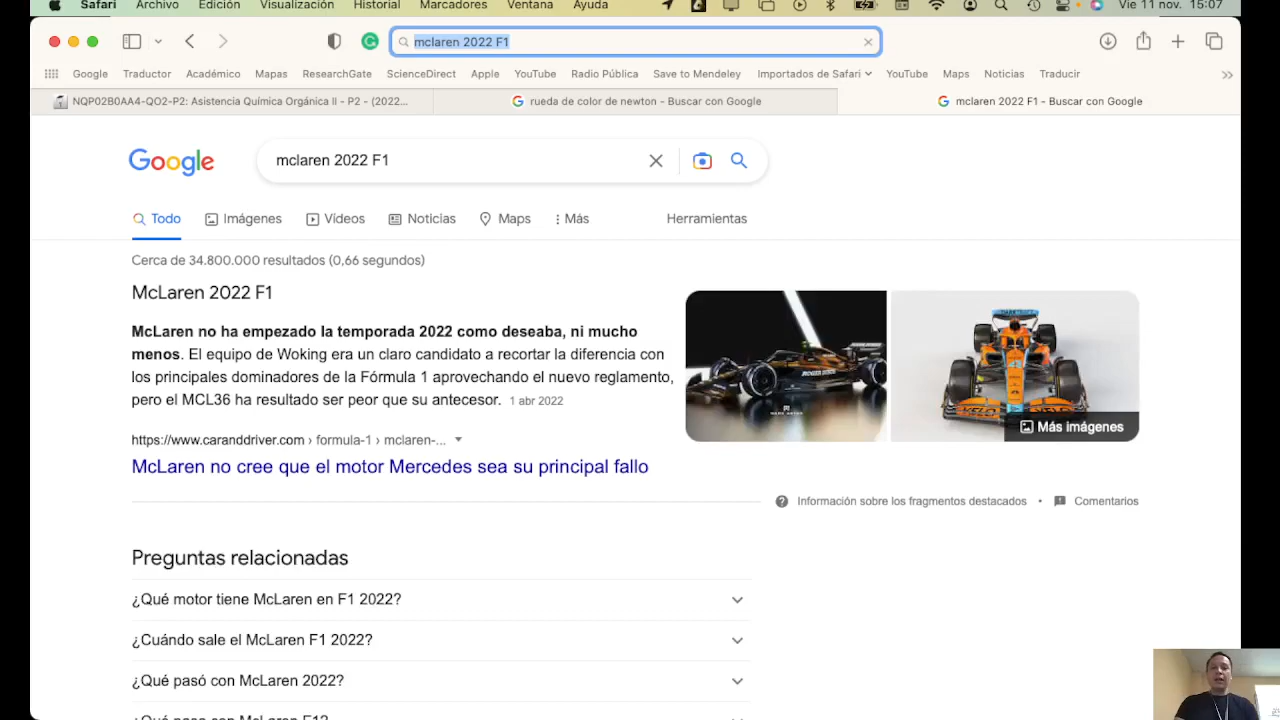 Safari Archivo Edición Visualización Historial Marcadores Ventana Ayuda Vie 11 nov. 15:07
mclaren 2022 F1
Google Traductor Académico Mapas ResearchGate ScienceDirect Apple YouTube Radio Pública Save to Mendeley Importados de Safari YouTube Maps Noticias Traducir
NQP02B0AA4-QO2-P2: Asistencia Química Orgánica II - P2 - (2022... rueda de color de newton - Buscar con Google mclaren 2022 F1 - Buscar con Google
Google mclaren 2022 F1
Todo Imágenes Vídeos Noticias Maps Más Herramientas
Cerca de 34.800.000 resultados (0,66 segundos)
McLaren 2022 F1
McLaren no ha empezado la temporada 2022 como deseaba, ni mucho
menos. El equipo de Woking era un claro candidato a recortar la diferencia con
los principales dominadores de la Fórmula 1 aprovechando el nuevo reglamento,
pero el MCL36 ha resultado ser peor que su antecesor. 1 abr 2022
Más imágenes
https://www.caranddriver.com › formula-1 › mclaren-...
McLaren no cree que el motor Mercedes sea su principal fallo
Información sobre los fragmentos destacados • Comentarios
Preguntas relacionadas
¿Qué motor tiene McLaren en F1 2022?
¿Cuándo sale el McLaren F1 2022?
¿Qué pasó con McLaren 2022?